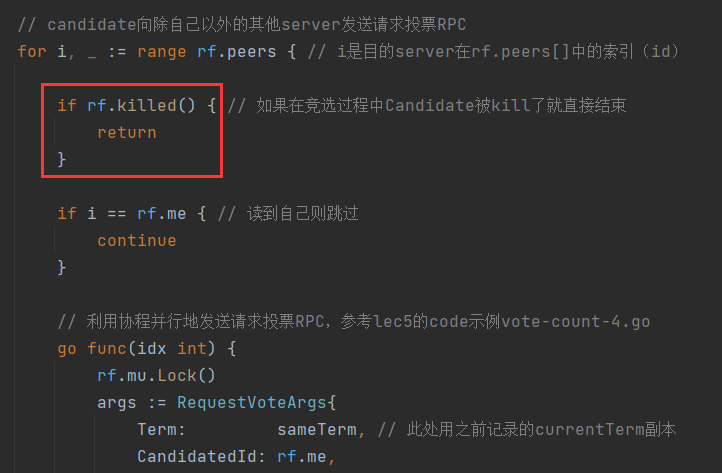 // candidate向除自己以外的其他server发送请求投票RPC
for i, _ := range rf.peers { // i是目的server在rf.peers[]中的索引（id）
if rf.killed() { // 如果在竞选过程中Candidate被kill了就直接结束
return
}
if i == rf.me { // 读到自己则跳过
continue
}
// 利用协程并行地发送请求投票RPC，参考lec5的code示例vote-count-4.go
go func(idx int) {
rf.mu.Lock()
args := RequestVoteArgs{
Term: sameTerm, // 此处用之前记录的currentTerm副本
CandidatedId: rf.me,